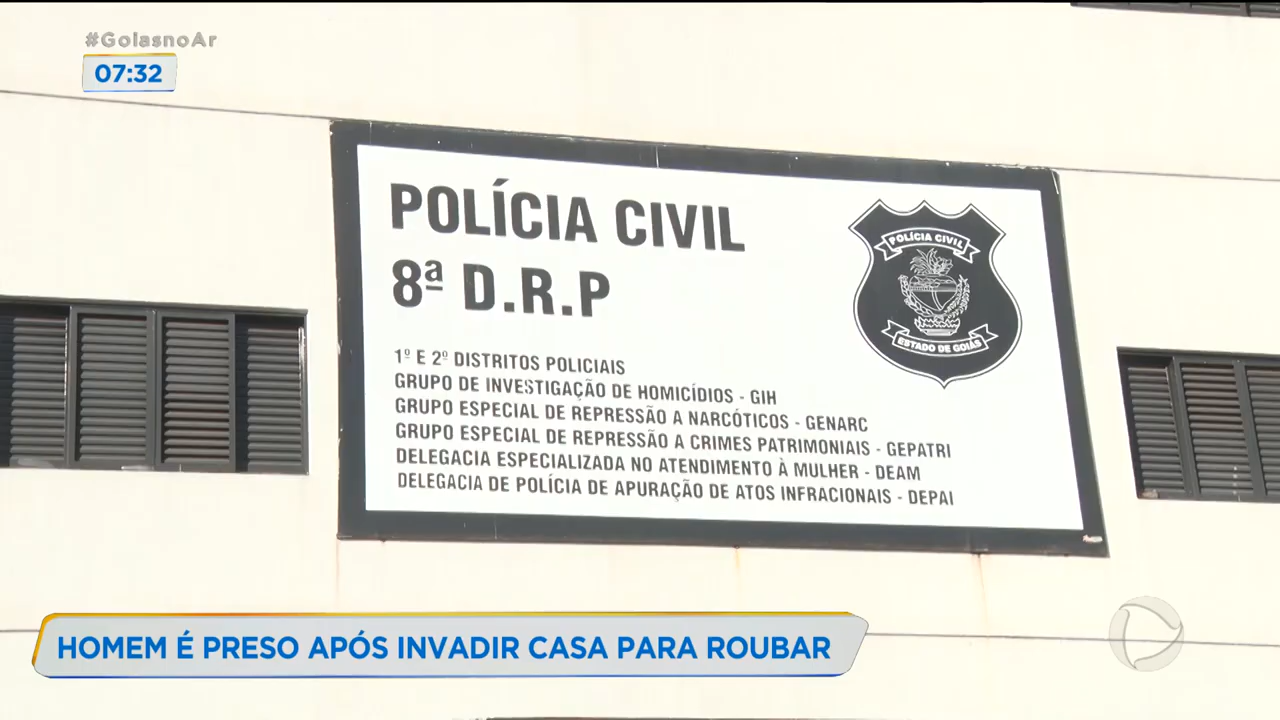 #GoiasnoAr
07:32
POLÍCIA CIVIL
8ª D.R.P
POLÍCIA CIVIL
ESTADO DE GOIÁS
1º E 2º DISTRITOS POLICIAIS
GRUPO DE INVESTIGAÇÃO DE HOMICÍDIOS - GIH
GRUPO ESPECIAL DE REPRESSÃO A NARCÓTICOS - GENARC
GRUPO ESPECIAL DE REPRESSÃO A CRIMES PATRIMONIAIS - GEPATRI
DELEGACIA ESPECIALIZADA NO ATENDIMENTO À MULHER - DEAM
DELEGACIA DE POLÍCIA DE APURAÇÃO DE ATOS INFRACIONAIS - DEPAI
HOMEM É PRESO APÓS INVADIR CASA PARA ROUBAR